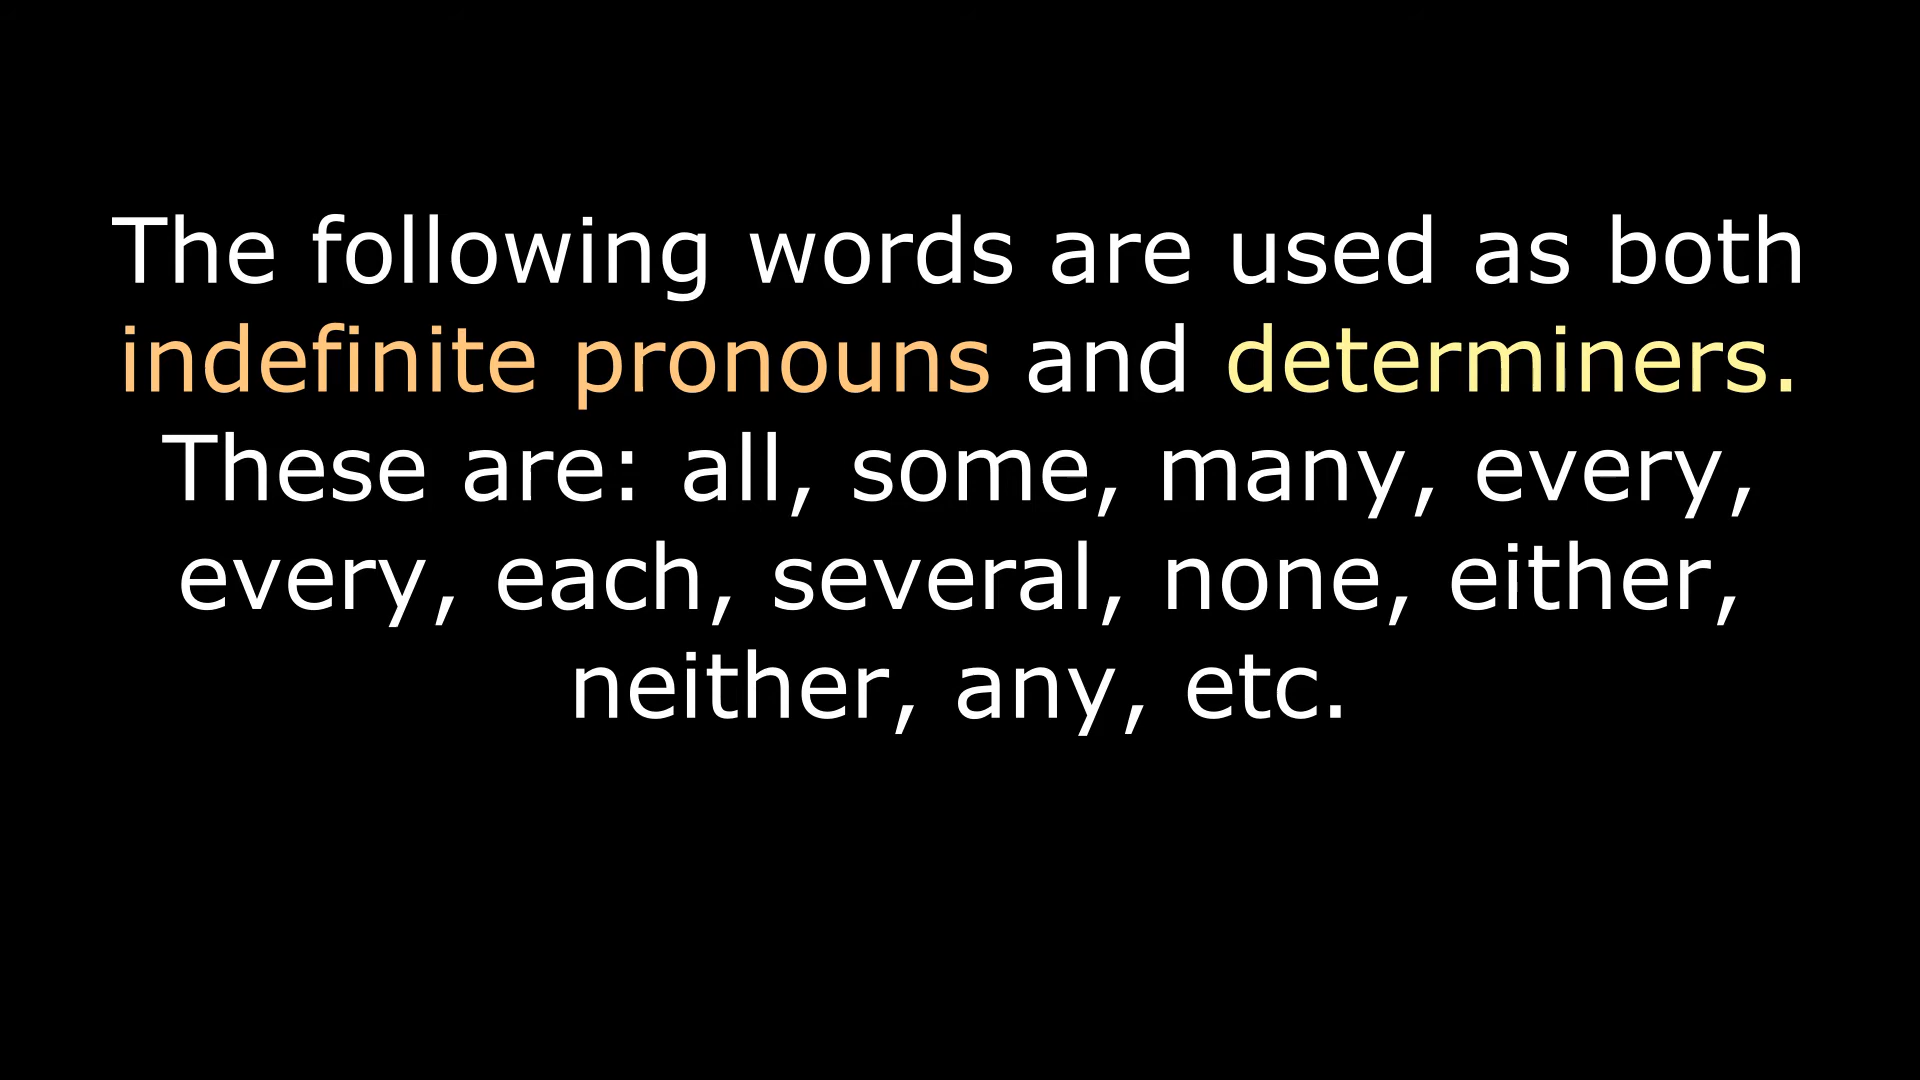 The following words are used as both
indefinite pronouns and determiners.
These are: all, some, many, every,
every, each, several, none, either,
neither, any, etc.